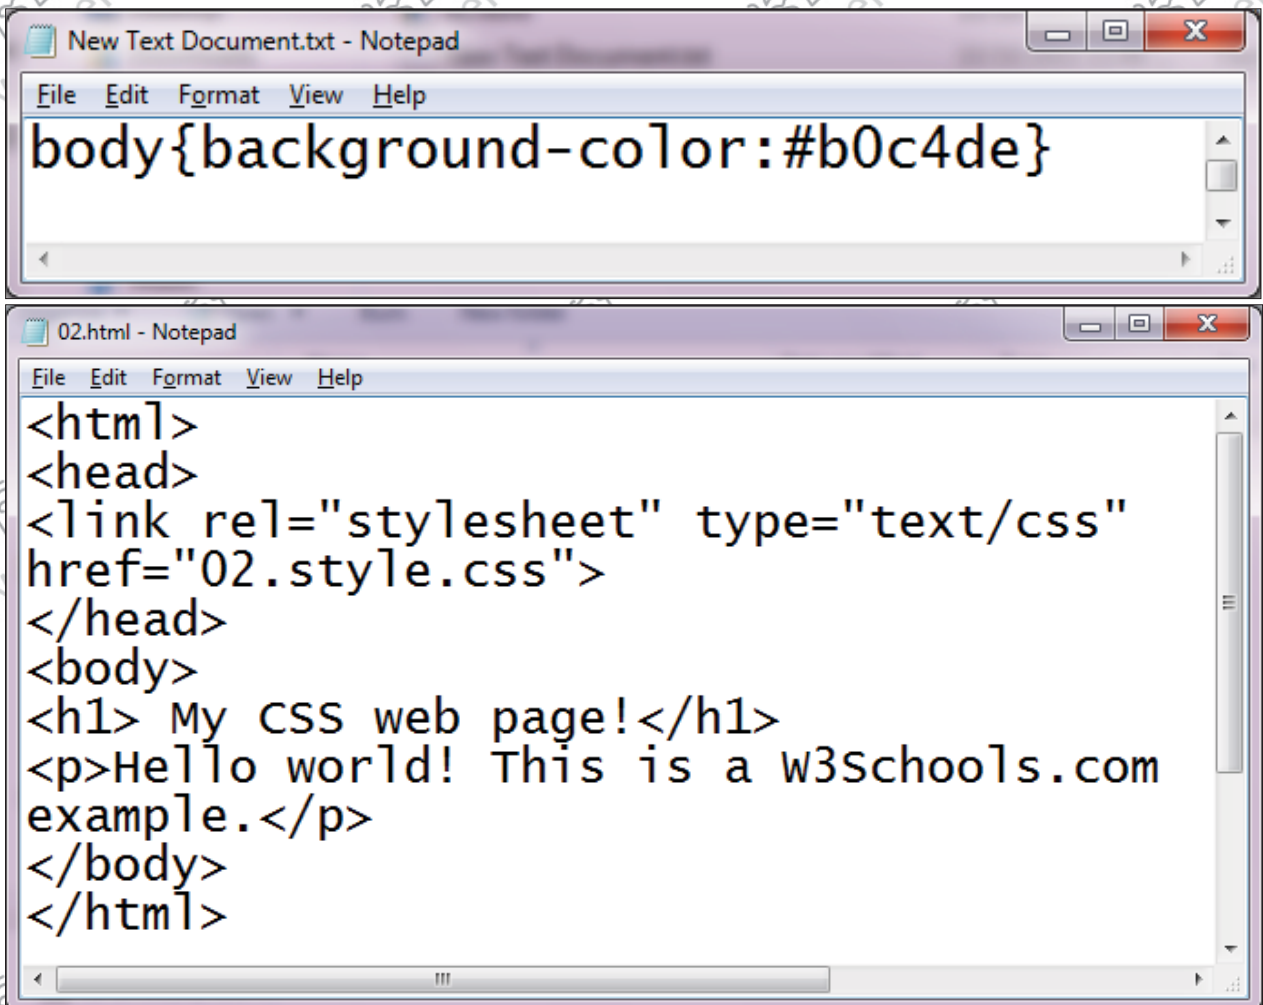 New Text Document.txt - Notepad
File Edit Format View Help
body{background-color:#b0c4de}
02.html - Notepad
File Edit Format View Help
<html>
<head>
<link rel="stylesheet" type="text/css"
href="02.style.css">
</head>
<body>
<h1> My CSS web page!</h1>
<p>Hello world! This is a W3Schools.com
example.</p>
</body>
</html>